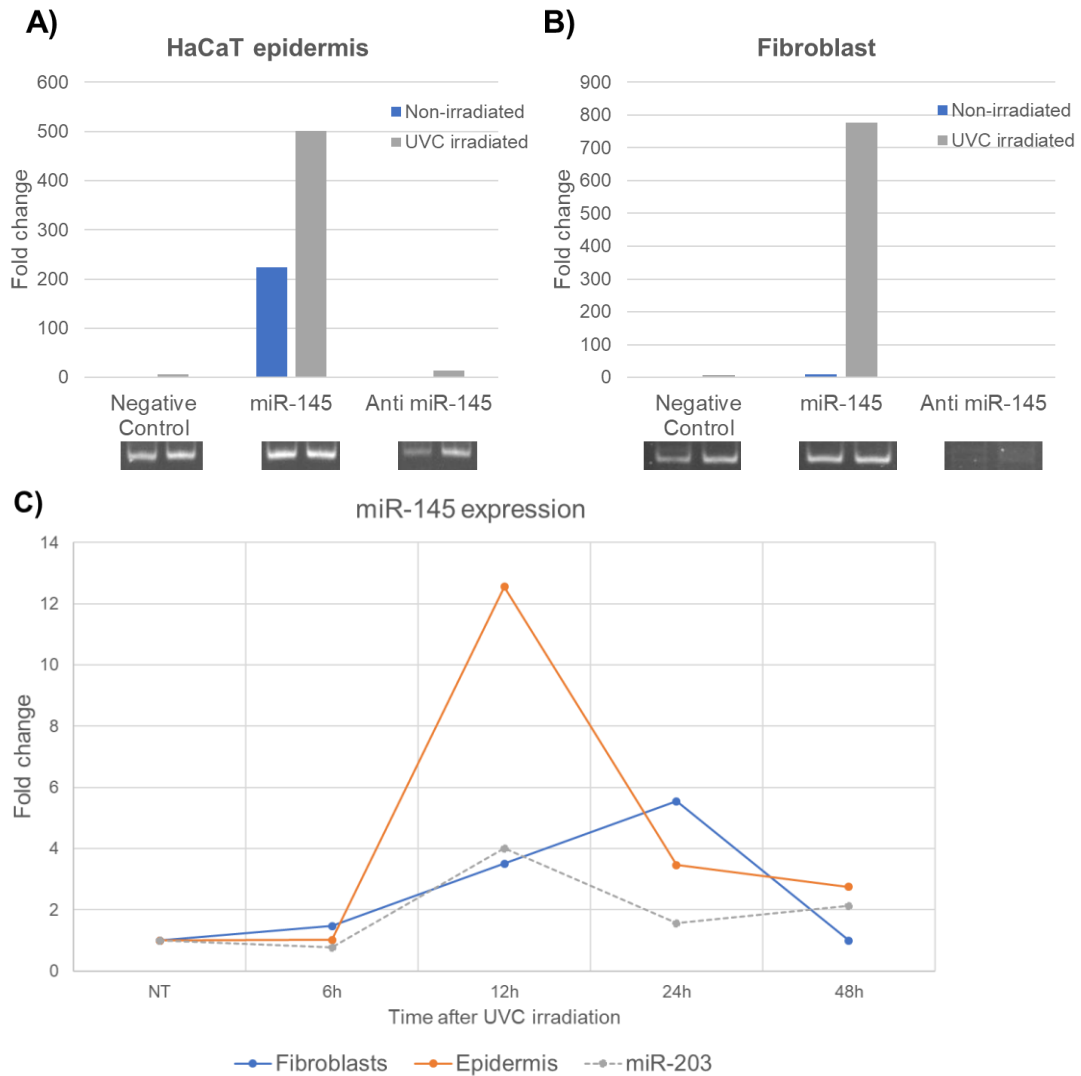 A)
HaCaT epidermis
600
500
400
300
200
100
0
Fold change
Non-irradiated
UVC irradiated
Negative
Control
miR-145
Anti miR-145
B)
Fibroblast
900
800
700
600
500
400
300
200
100
0
Fold change
Non-irradiated
UVC irradiated
Negative
Control
miR-145
Anti miR-145
C)
miR-145 expression
14
12
10
8
6
4
2
0
Fold change
NT
6h
12h
24h
48h
Time after UVC irradiation
Fibroblasts
Epidermis
miR-203